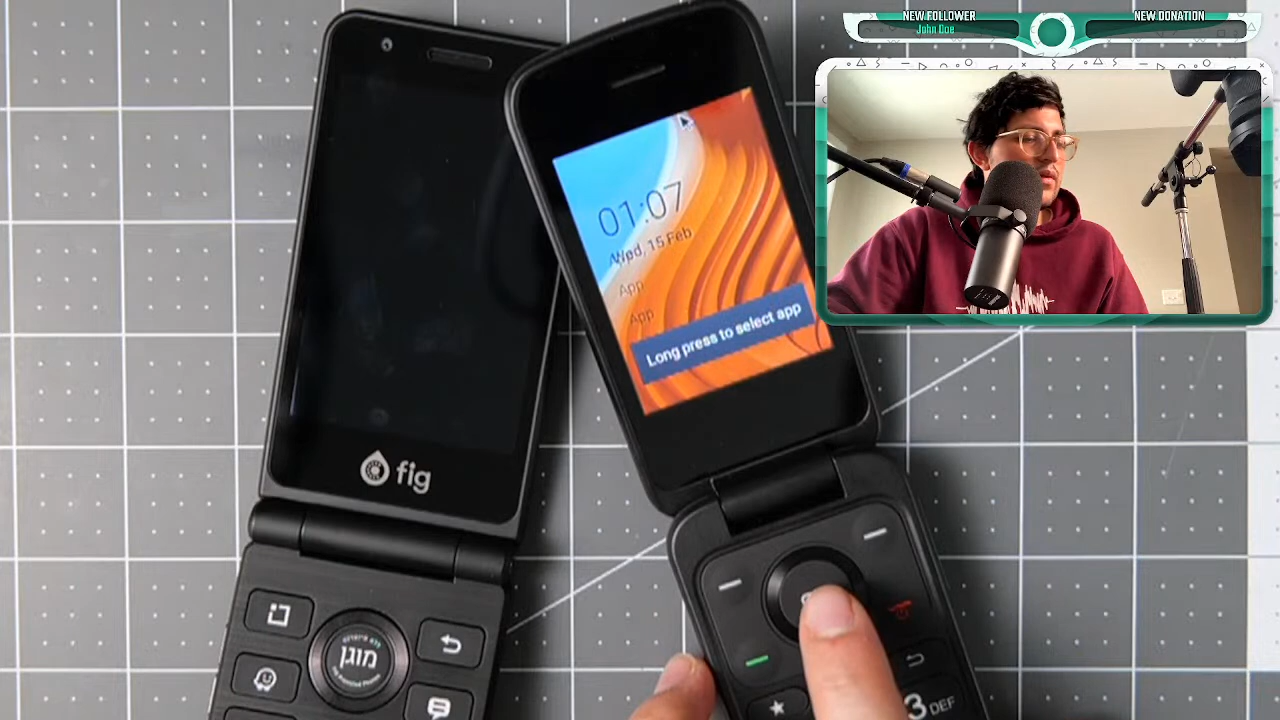 NEW FOLLOWER
John Doe
NEW DONATION
01:07
Wed, 15 Feb
App
App
Long press to select app
fig
מוגן
3 DEF